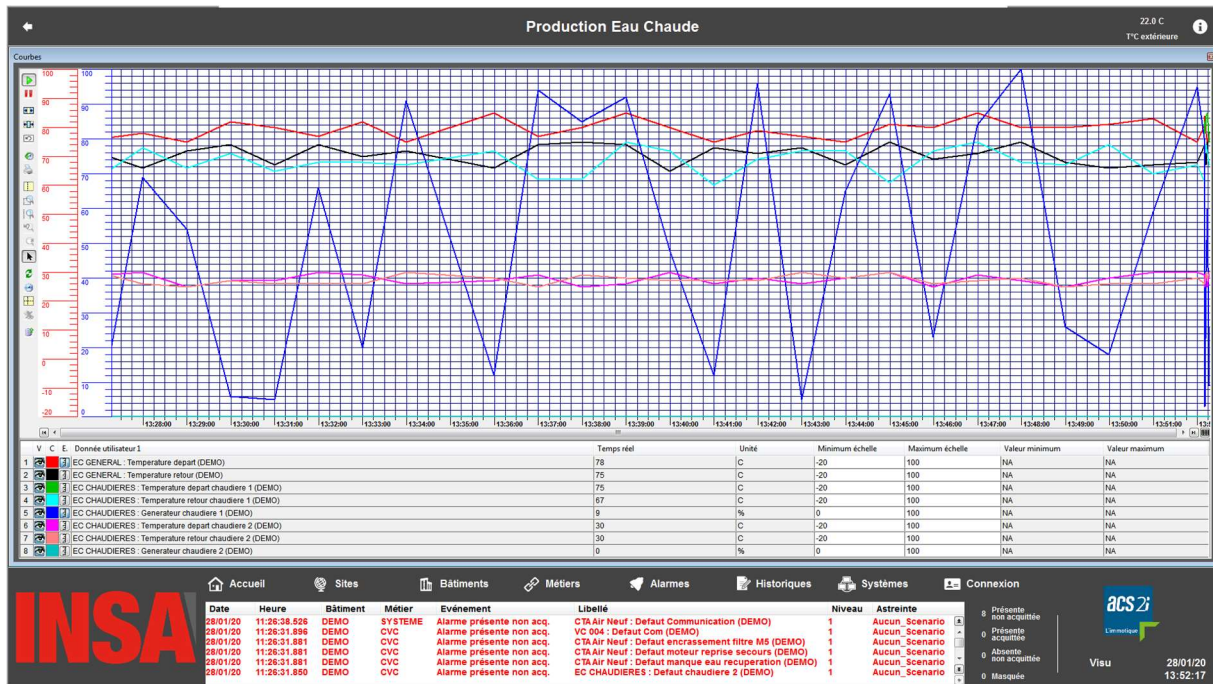 Production Eau Chaude
22.0 C
T°C extérieure
Courbes
100 100
90 90
80 80
70 70
60 60
50 50
40 40
30 30
20 20
10 10
0 0
-10
-20
13:28:00 13:29:00 13:30:00 13:31:00 13:32:00 13:33:00 13:34:00 13:35:00 13:36:00 13:37:00 13:38:00 13:39:00 13:40:00 13:41:00 13:42:00 13:43:00 13:44:00 13:45:00 13:46:00 13:47:00 13:48:00 13:49:00 13:50:00 13:51:00
V C E. Donnée utilisateur 1 Temps réel Unité Minimum échelle Maximum échelle Valeur minimum Valeur maximum
1 EC GENERAL : Temperature depart (DEMO) 78 C -20 100 NA NA
2 EC GENERAL : Temperature retour (DEMO) 75 C -20 100 NA NA
3 EC CHAUDIERES : Temperature depart chaudiere 1 (DEMO) 75 C -20 100 NA NA
4 EC CHAUDIERES : Temperature retour chaudiere 1 (DEMO) 67 C -20 100 NA NA
5 EC CHAUDIERES : Generateur chaudiere 1 (DEMO) 9 % 0 100 NA NA
6 EC CHAUDIERES : Temperature depart chaudiere 2 (DEMO) 30 C -20 100 NA NA
7 EC CHAUDIERES : Temperature retour chaudiere 2 (DEMO) 30 C -20 100 NA NA
8 EC CHAUDIERES : Generateur chaudiere 2 (DEMO) 0 % 0 100 NA NA
INSA
Accueil Sites Bâtiments Métiers Alarmes Historiques Systèmes Connexion
Date Heure Bâtiment Métier Evénement Libellé Niveau Astreinte
28/01/20 11:26:38.526 DEMO SYSTEME Alarme présente non acq. CTA Air Neuf : Defaut Communication (DEMO) 1 Aucun_Scenario
28/01/20 11:26:31.896 DEMO CVC Alarme présente non acq. VC 004 : Defaut Com (DEMO) 1 Aucun_Scenario
28/01/20 11:26:31.881 DEMO CVC Alarme présente non acq. CTA Air Neuf : Defaut encrassement filtre M5 (DEMO) 1 Aucun_Scenario
28/01/20 11:26:31.881 DEMO CVC Alarme présente non acq. CTA Air Neuf : Defaut moteur reprise secours (DEMO) 1 Aucun_Scenario
28/01/20 11:26:31.881 DEMO CVC Alarme présente non acq. CTA Air Neuf : Defaut manque eau recuperation (DEMO) 1 Aucun_Scenario
28/01/20 11:26:31.850 DEMO CVC Alarme présente non acq. EC CHAUDIERES : Defaut chaudiere 2 (DEMO) 1 Aucun_Scenario
8 Présente non acquittée
0 Présente acquittée
0 Absente non acquittée
0 Masquée
acs2i
L'immotique
Visu 28/01/20
13:52:17